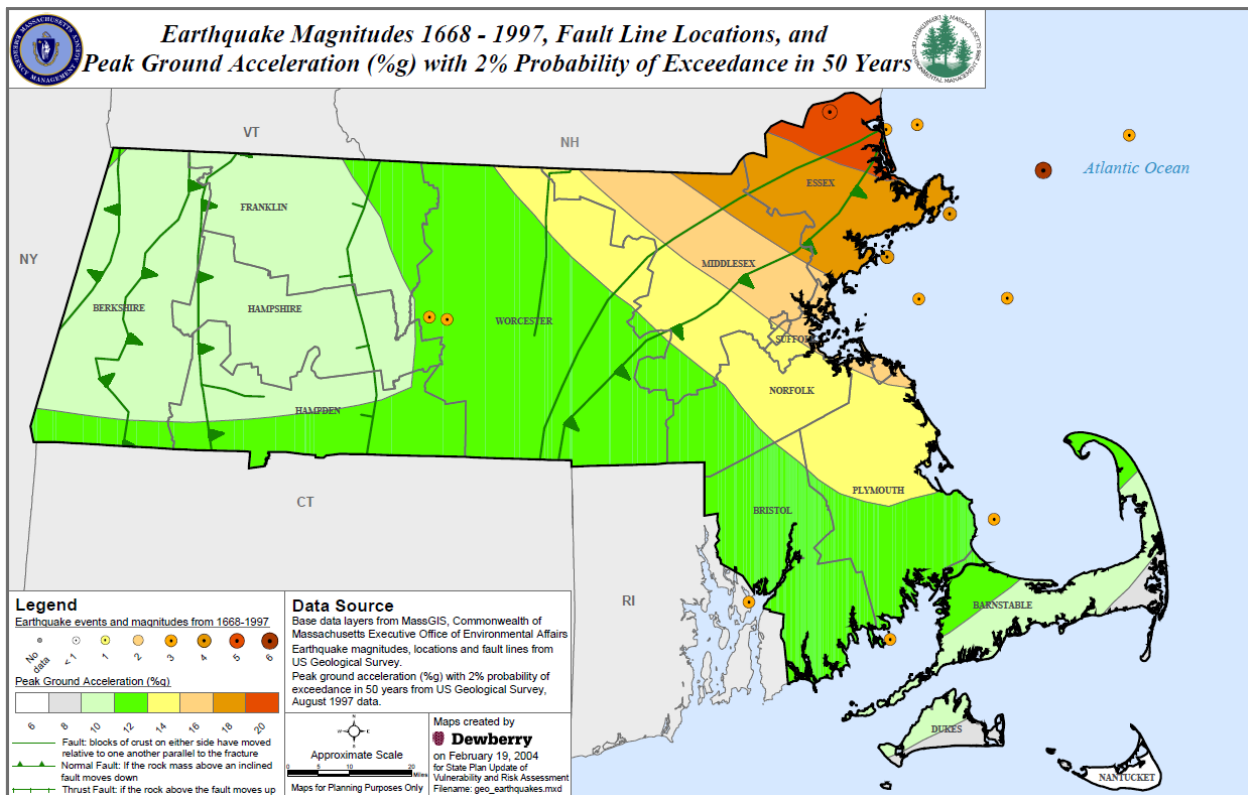 Earthquake Magnitudes 1668 - 1997, Fault Line Locations, and
Peak Ground Acceleration (%g) with 2% Probability of Exceedance in 50 Years
VT
NH
NY
CT
RI
Atlantic Ocean
ESSEX
FRANKLIN
MIDDLESEX
BERKSHIRE
HAMPSHIRE
WORCESTER
SUFFOLK
NORFOLK
HAMPDEN
PLYMOUTH
BRISTOL
BARNSTABLE
DUKES
NANTUCKET
Legend
Earthquake events and magnitudes from 1668-1997
No data
<1
1
2
3
4
5
6
Peak Ground Acceleration (%g)
6
8
10
12
14
16
18
20
Fault: blocks of crust on either side have moved
relative to one another parallel to the fracture
Normal Fault: If the rock mass above an inclined
fault moves down
Thrust Fault: if the rock above the fault moves up
Data Source
Base data layers from MassGIS, Commonwealth of
Massachusetts Executive Office of Environmental Affairs
Earthquake magnitudes, locations and fault lines from
US Geological Survey.
Peak ground acceleration (%g) with 2% probability of
exceedance in 50 years from US Geological Survey,
August 1997 data.
N
W
E
S
Approximate Scale
0
5
10
20
Miles
Maps for Planning Purposes Only
Maps created by
Dewberry
on February 19, 2004
for State Plan Update of
Vulnerability and Risk Assessment
Filename: geo_earthquakes.mxd